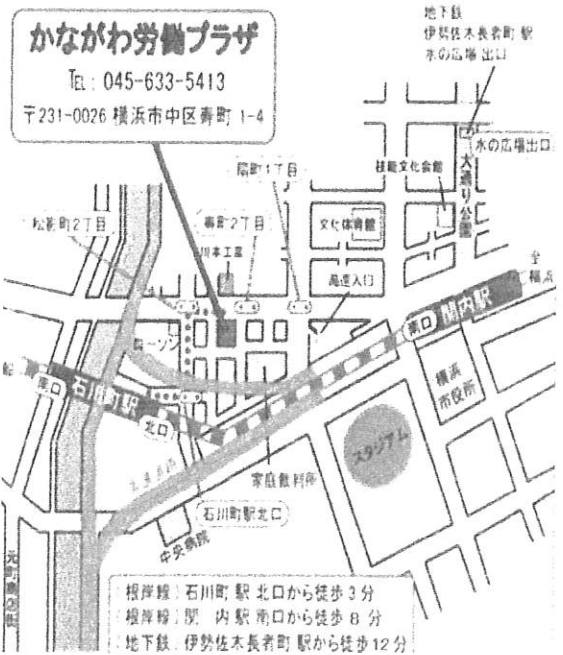 かながわ労働プラザ
TEL: 045-633-5413
〒231-0026 横浜市中区寿町 1-4
地下鉄
伊勢佐木長者町 駅
水の広場 出口
水の広場出口
大通り公園
技能文化会館
扇町1丁目
松影町2丁目
寿町2丁目
文化体育館
川本工業
高速入口
至
横浜
南口 関内駅
ローソン
横浜
市役所
南口 石川町駅 北口
スタジアム
家庭裁判所
石川町駅北口
中央病院
元町商店街
根岸線: 石川町 駅 北口から徒歩 3 分
根岸線: 関 内 駅 南口から徒歩 8 分
地下鉄: 伊勢佐木長者町 駅から徒歩12分